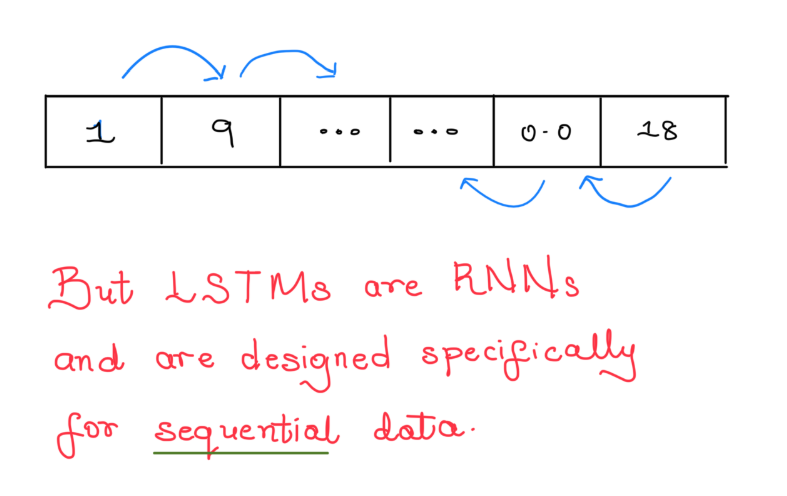 1 9 ... ... 0.0 18
But LSTMs are RNNs
and are designed specifically
for sequential data.